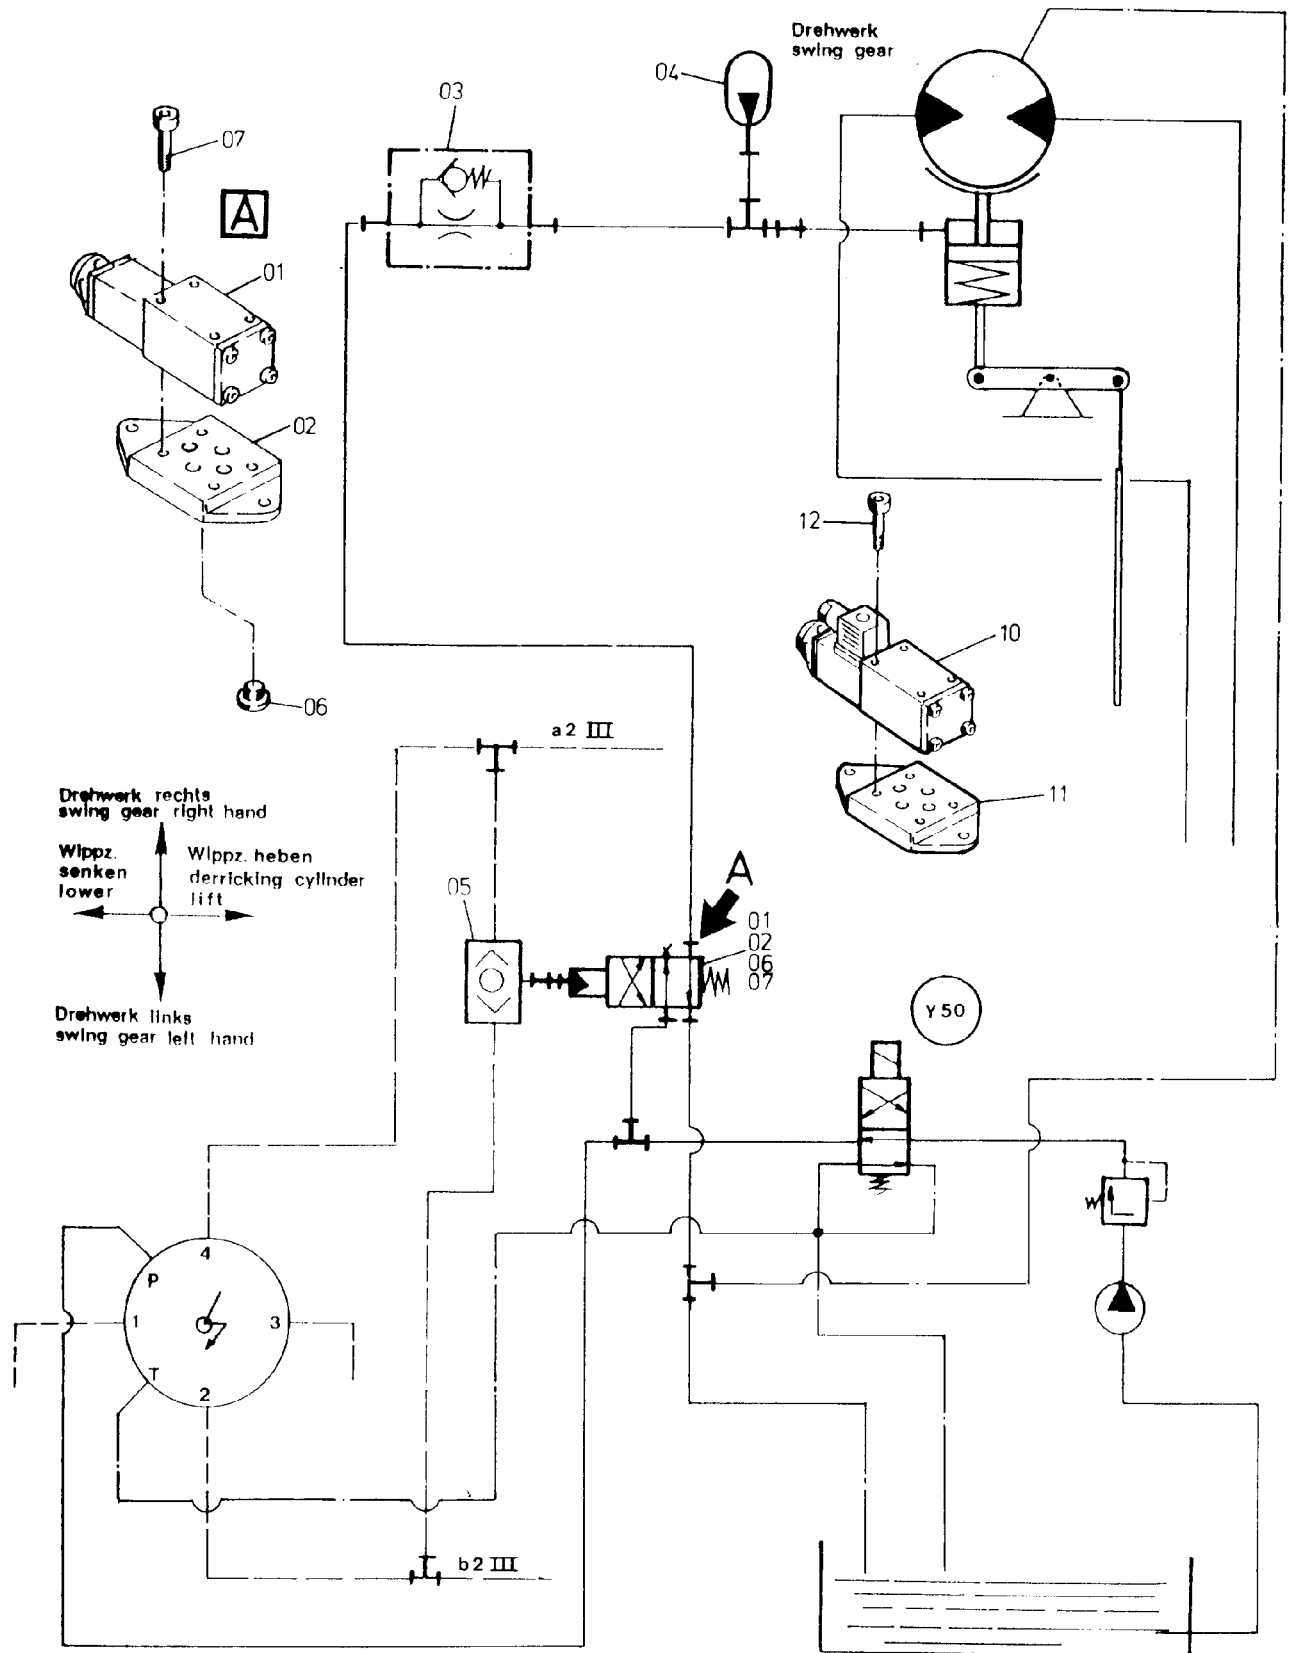 Drehwerk
swing gear
04
03
07
A
01
02
12
10
06
a2 III
11
Drehwerk rechts
swing gear right hand
Wippz.
senken
lower
Wippz. heben
derricking cylinder
lift
05
A
01
02
06
07
Drehwerk links
swing gear left hand
Y50
4
P
1
3
T
2
b2 III